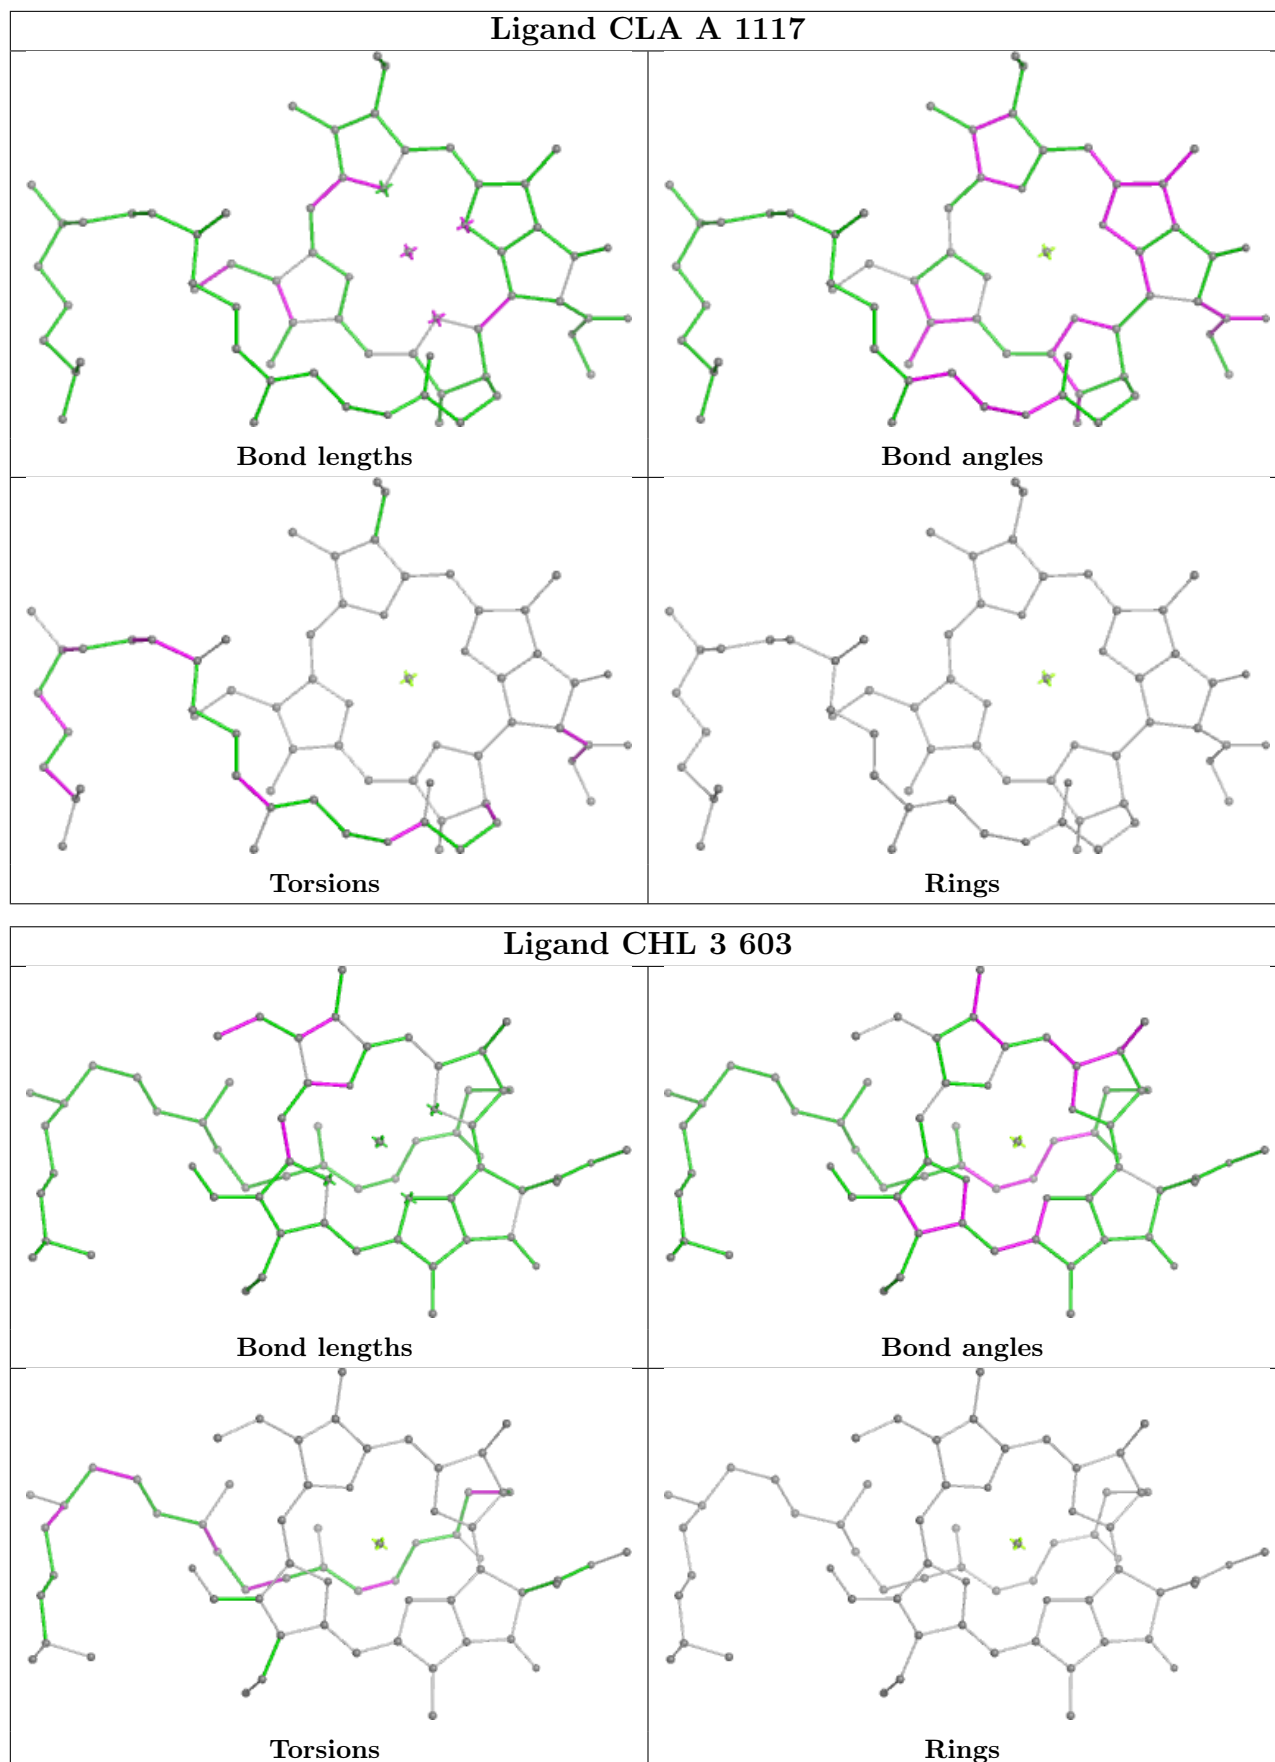 Ligand CLA A 1117
Bond lengths
Bond angles
Torsions
Rings
Ligand CHL 3 603
Bond lengths
Bond angles
Torsions
Rings